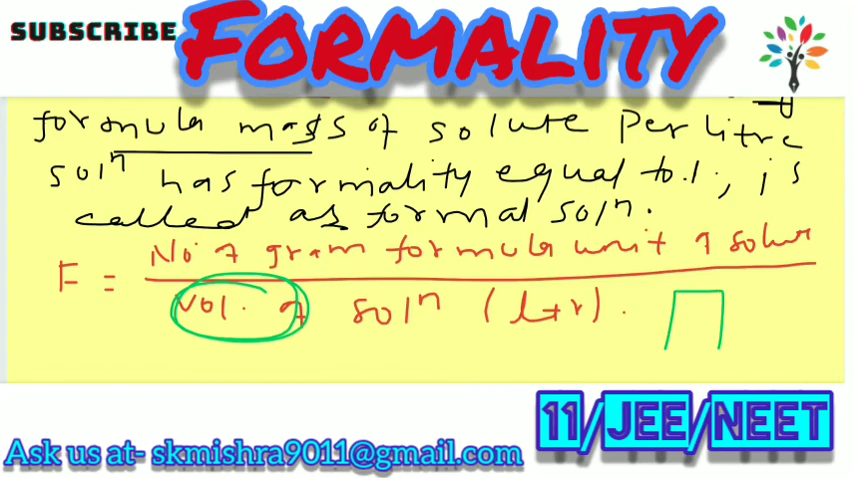 SUBSCRIBE
FORMALITY
formula mass of solute Per litre
solⁿ has formality equal to 1, is
called as formal solⁿ.
F = No. of gram formula unit of solute
Vol. of solⁿ (ltr).
11/JEE/NEET
Ask us at- skmishra9011@gmail.com